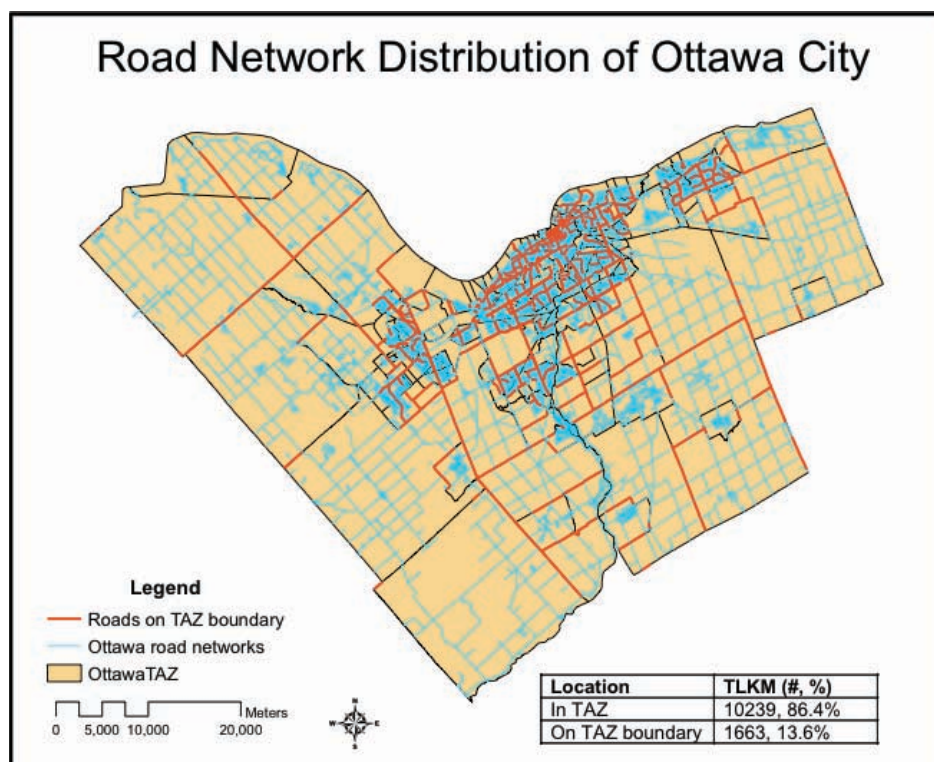 Road Network Distribution of Ottawa City
Legend
Roads on TAZ boundary
Ottawa road networks
OttawaTAZ
Meters
0 5,000 10,000 20,000
N
W E
S
Location TLKM (#, %)
In TAZ 10239, 86.4%
On TAZ boundary 1663, 13.6%